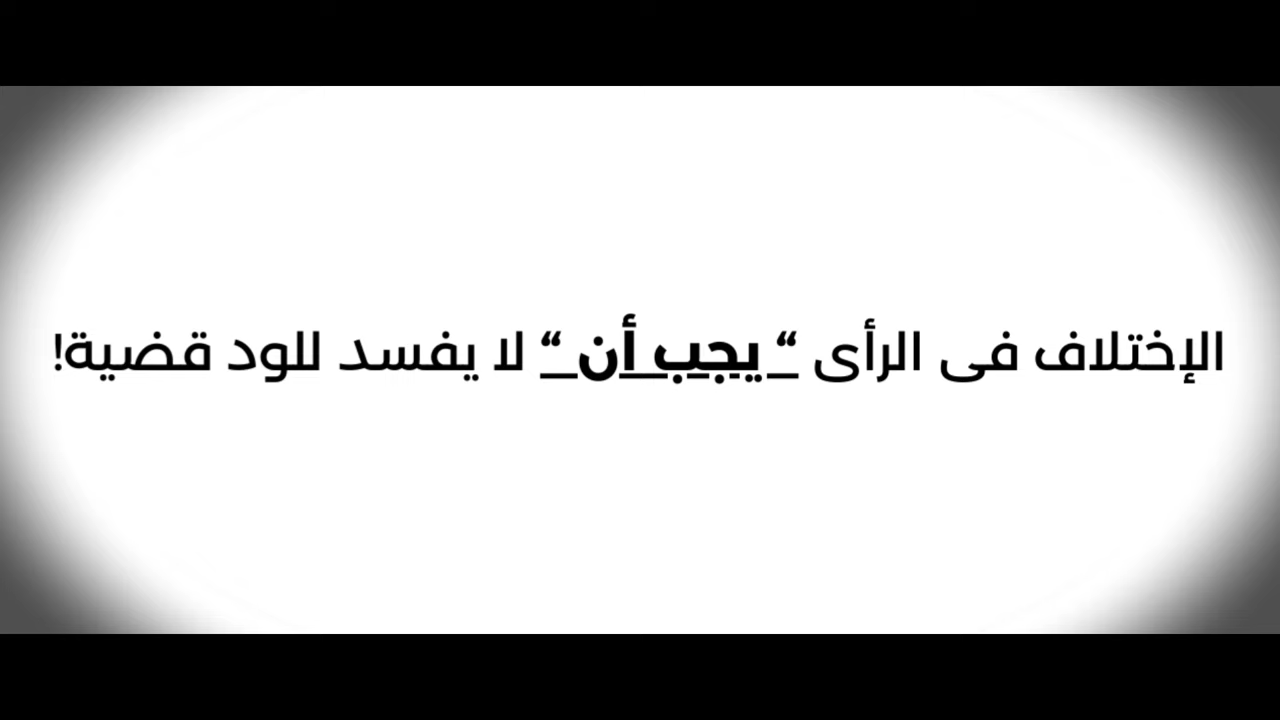 الإختلاف فى الرأى “ يجب أن “ لا يفسد للود قضية!